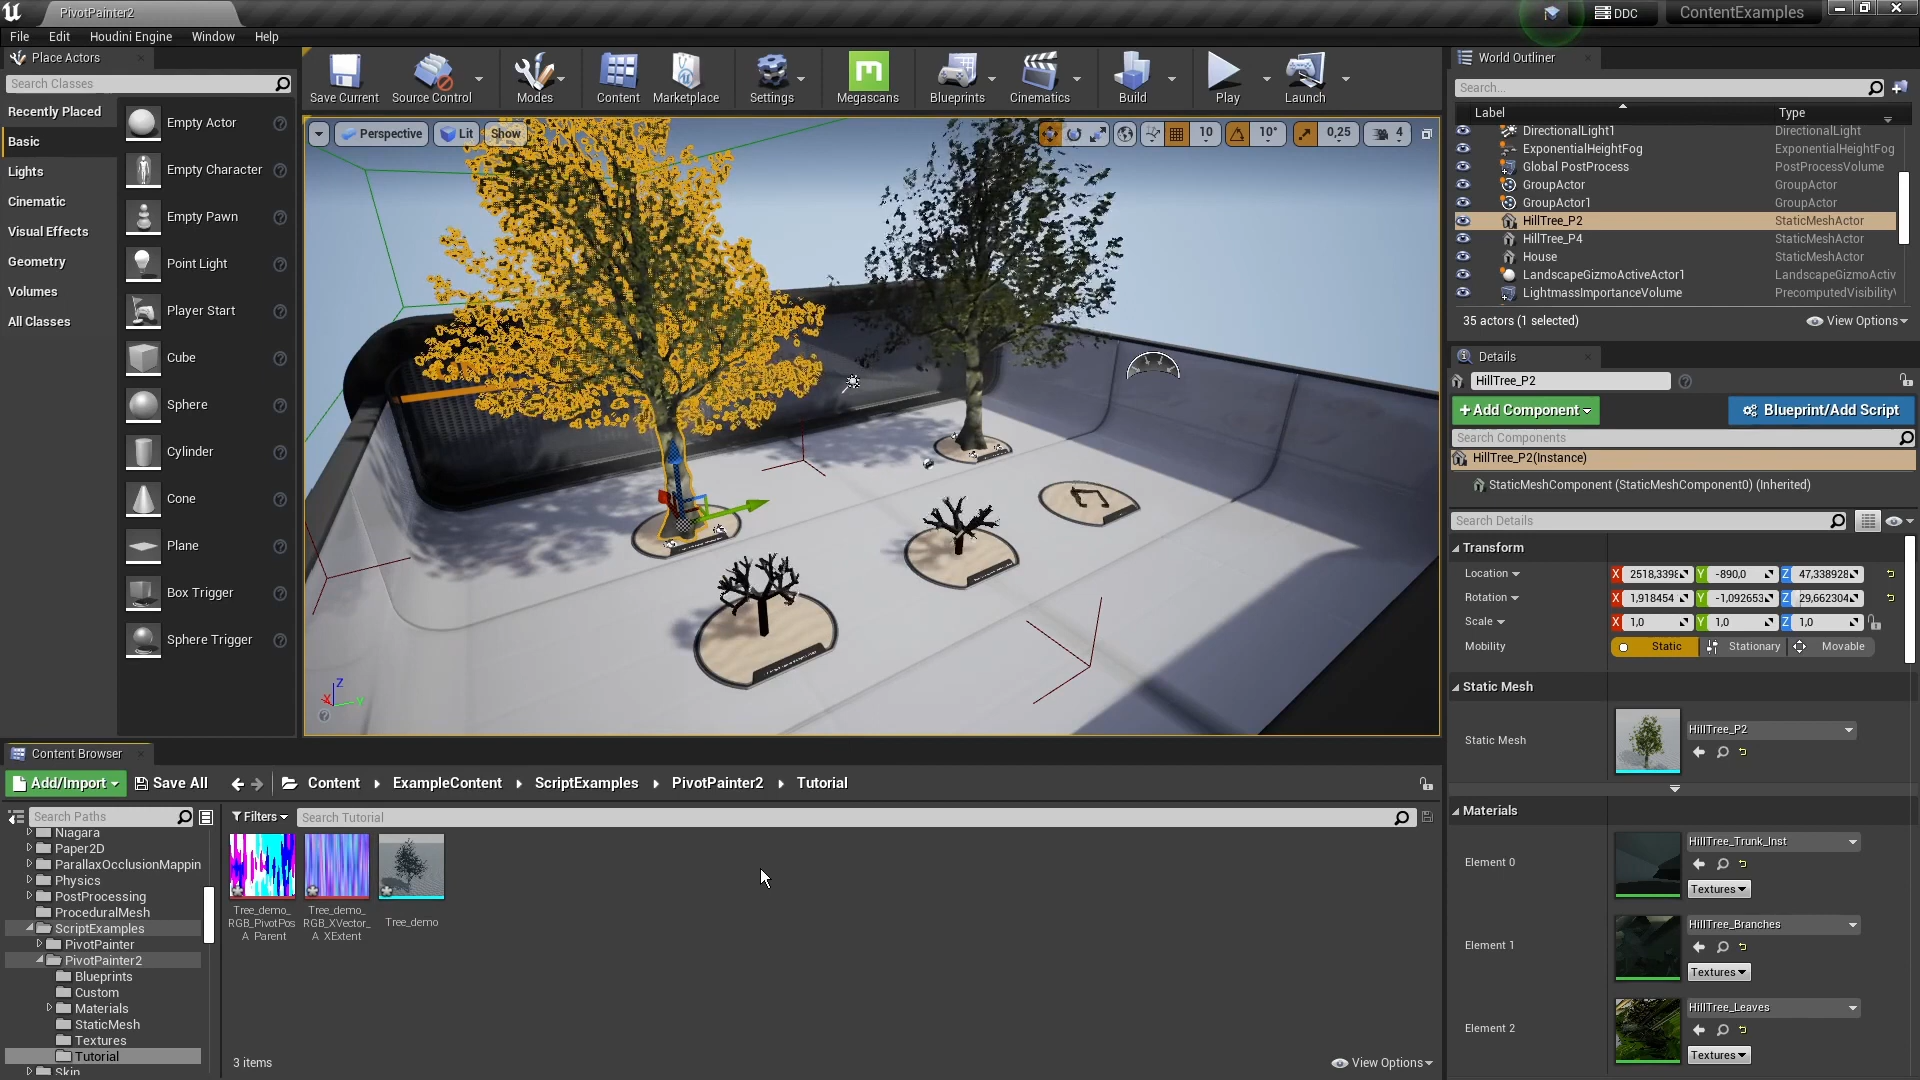 PivotPainter2
DDC
ContentExamples
File Edit Houdini Engine Window Help
Place Actors
Search Classes
Recently Placed
Basic
Lights
Cinematic
Visual Effects
Geometry
Volumes
All Classes
Empty Actor
Empty Character
Empty Pawn
Point Light
Player Start
Cube
Sphere
Cylinder
Cone
Plane
Box Trigger
Sphere Trigger
Save Current
Source Control
Modes
Content
Marketplace
Settings
Megascans
Blueprints
Cinematics
Build
Play
Launch
Perspective Lit Show
10 10° 0,25 4
Z
X Y
World Outliner
Search...
Label Type
DirectionalLight1 DirectionalLight
ExponentialHeightFog ExponentialHeightFog
Global PostProcess PostProcessVolume
GroupActor GroupActor
GroupActor1 GroupActor
HillTree_P2 StaticMeshActor
HillTree_P4 StaticMeshActor
House StaticMeshActor
LandscapeGizmoActiveActor1 LandscapeGizmoActiv
LightmassImportanceVolume PrecomputedVisibilityV
35 actors (1 selected) View Options
Details
HillTree_P2
+Add Component Blueprint/Add Script
Search Components
HillTree_P2(Instance)
StaticMeshComponent (StaticMeshComponent0) (Inherited)
Search Details
Transform
Location X 2518,3398 Y -890,0 Z 47,338928
Rotation X 1,918454 Y -1,092653 Z 29,662304
Scale X 1,0 Y 1,0 Z 1,0
Mobility Static Stationary Movable
Static Mesh
Static Mesh HillTree_P2
Materials
Element 0 HillTree_Trunk_Inst
Textures
Element 1 HillTree_Branches
Textures
Element 2 HillTree_Leaves
Textures
Content Browser
Add/Import Save All Content ExampleContent ScriptExamples PivotPainter2 Tutorial
Search Paths
Filters Search Tutorial
Niagara
Paper2D
ParallaxOcclusionMappin
Physics
PostProcessing
ProceduralMesh
ScriptExamples
PivotPainter
PivotPainter2
Blueprints
Custom
Materials
StaticMesh
Textures
Tutorial
Skin
Tree_demo_
RGB_PivotPos_
A_Parent
Tree_demo_
RGB_XVector_
A_XExtent
Tree_demo
3 items View Options